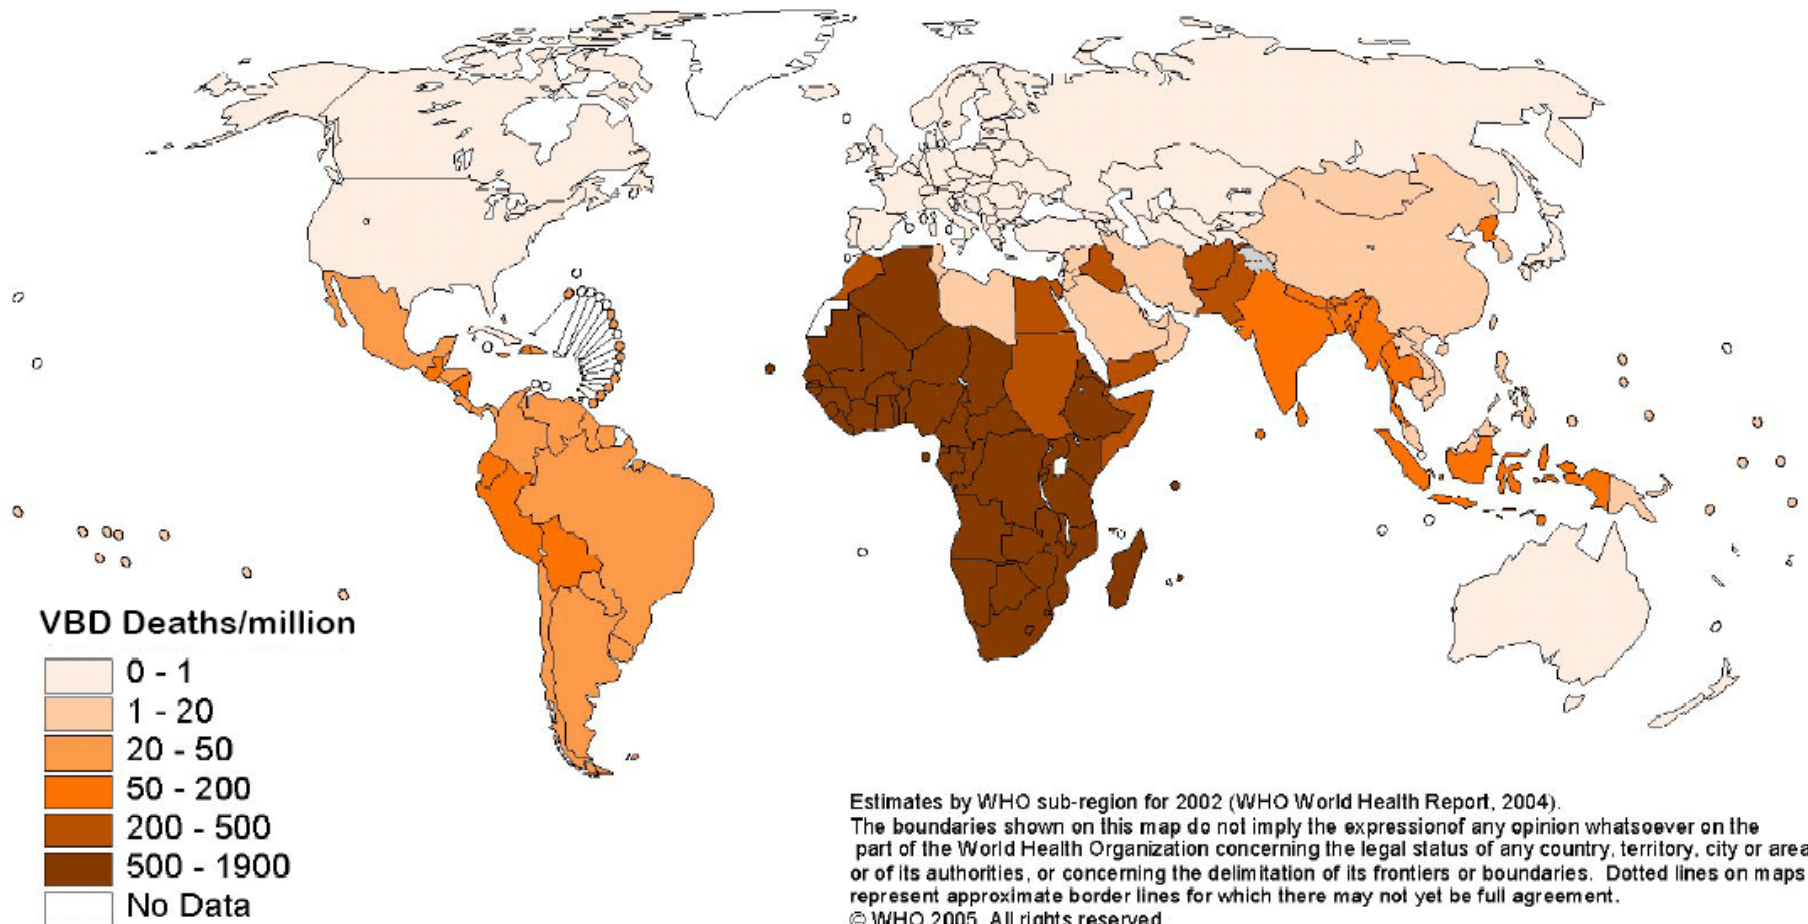 VBD Deaths/million
0 - 1
1 - 20
20 - 50
50 - 200
200 - 500
500 - 1900
No Data
Estimates by WHO sub-region for 2002 (WHO World Health Report, 2004).
The boundaries shown on this map do not imply the expressionof any opinion whatsoever on the
part of the World Health Organization concerning the legal status of any country, territory, city or area
or of its authorities, or concerning the delimitation of its frontiers or boundaries. Dotted lines on maps
represent approximate border lines for which there may not yet be full agreement.
© WHO 2005. All rights reserved.